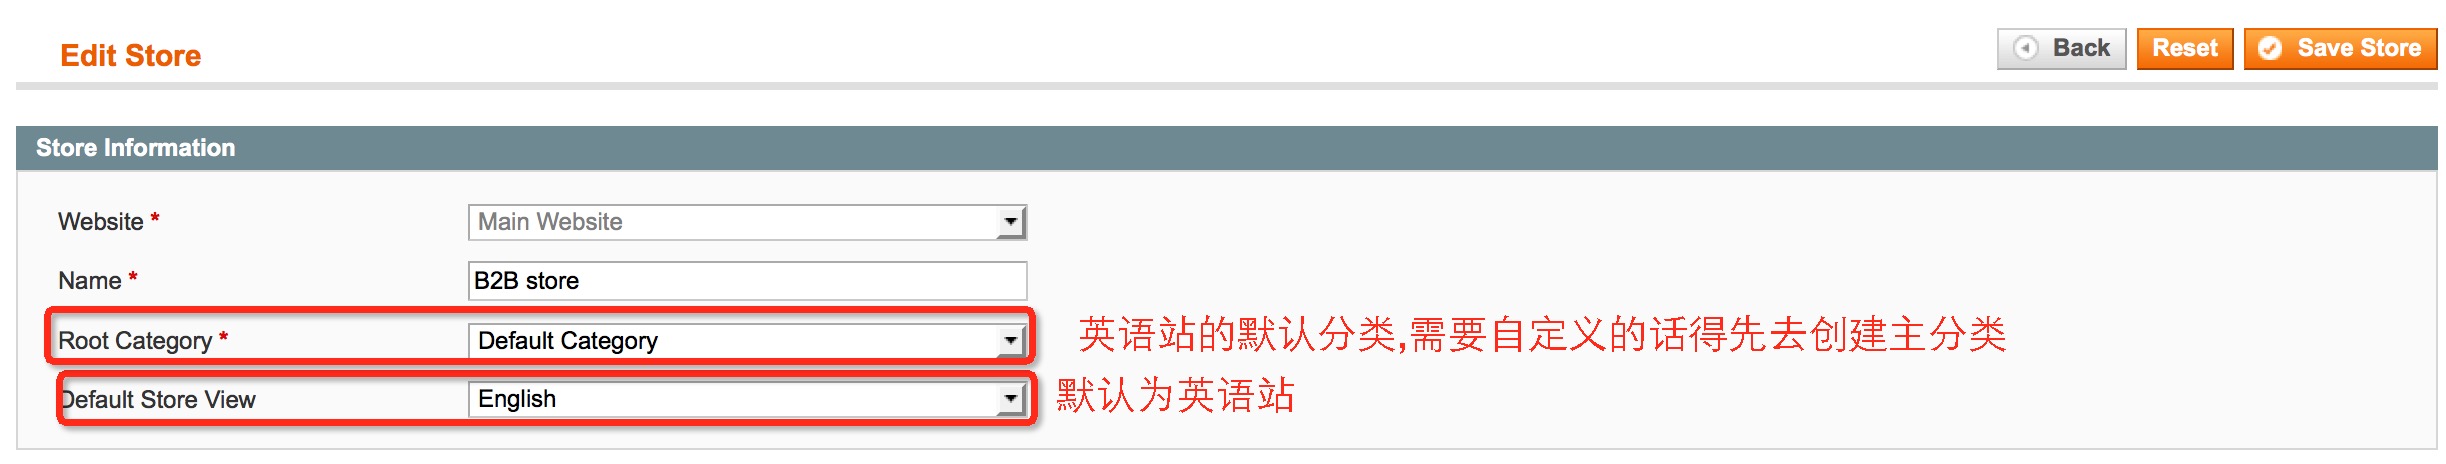 Edit Store
Back Reset Save Store
Store Information
Website * Main Website
Name * B2B store
Root Category * Default Category 英语站的默认分类,需要自定义的话得先去创建主分类
Default Store View English 默认为英语站